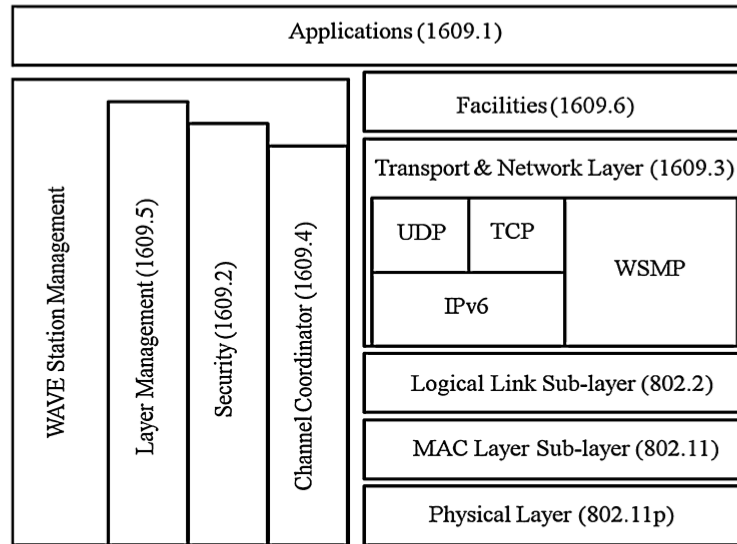 Applications (1609.1)
WAVE Station Management
Layer Management (1609.5)
Security (1609.2)
Channel Coordinator (1609.4)
Facilities (1609.6)
Transport & Network Layer (1609.3)
UDP
TCP
WSMP
IPv6
Logical Link Sub-layer (802.2)
MAC Layer Sub-layer (802.11)
Physical Layer (802.11p)